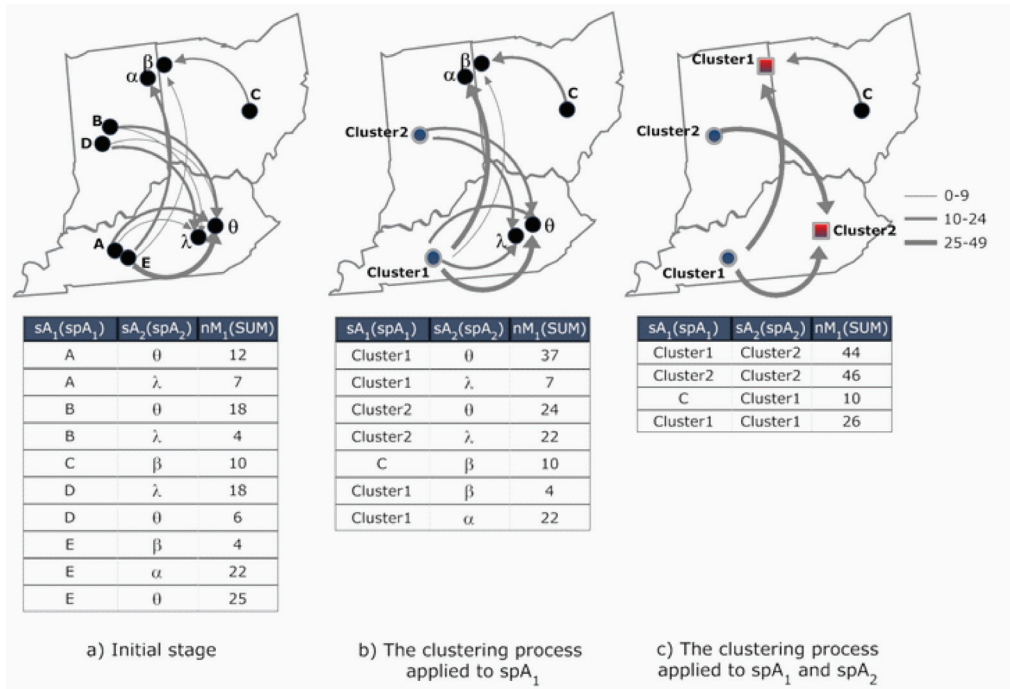 β
α
C
B
D
θ
λ
A
E
β
α
C
Cluster2
θ
λ
Cluster1
Cluster1
C
Cluster2
Cluster2
Cluster1
0-9
10-24
25-49
sA1(spA1) sA2(spA2) nM1(SUM)
A θ 12
A λ 7
B θ 18
B λ 4
C β 10
D λ 18
D θ 6
E β 4
E α 22
E θ 25
sA1(spA1) sA2(spA2) nM1(SUM)
Cluster1 θ 37
Cluster1 λ 7
Cluster2 θ 24
Cluster2 λ 22
C β 10
Cluster1 β 4
Cluster1 α 22
sA1(spA1) sA2(spA2) nM1(SUM)
Cluster1 Cluster2 44
Cluster2 Cluster2 46
C Cluster1 10
Cluster1 Cluster1 26
a) Initial stage
b) The clustering process
applied to spA1
c) The clustering process
applied to spA1 and spA2